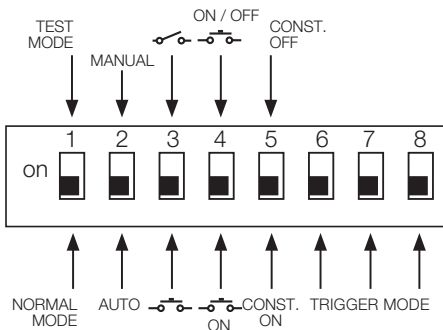 ON / OFF
TEST
MODE
CONST.
OFF
MANUAL
1 2 3 4 5 6 7 8
on
NORMAL
MODE
AUTO
CONST.
ON
TRIGGER MODE
ON